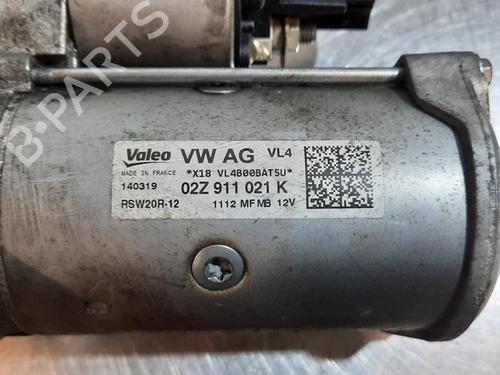 Valeo VW AG VL4
MADE IN FRANCE *X18 VL4B00BAT5U*
140319 02Z 911 021 K
RSW20R-12 1112 MFMB 12V
B-PARTS